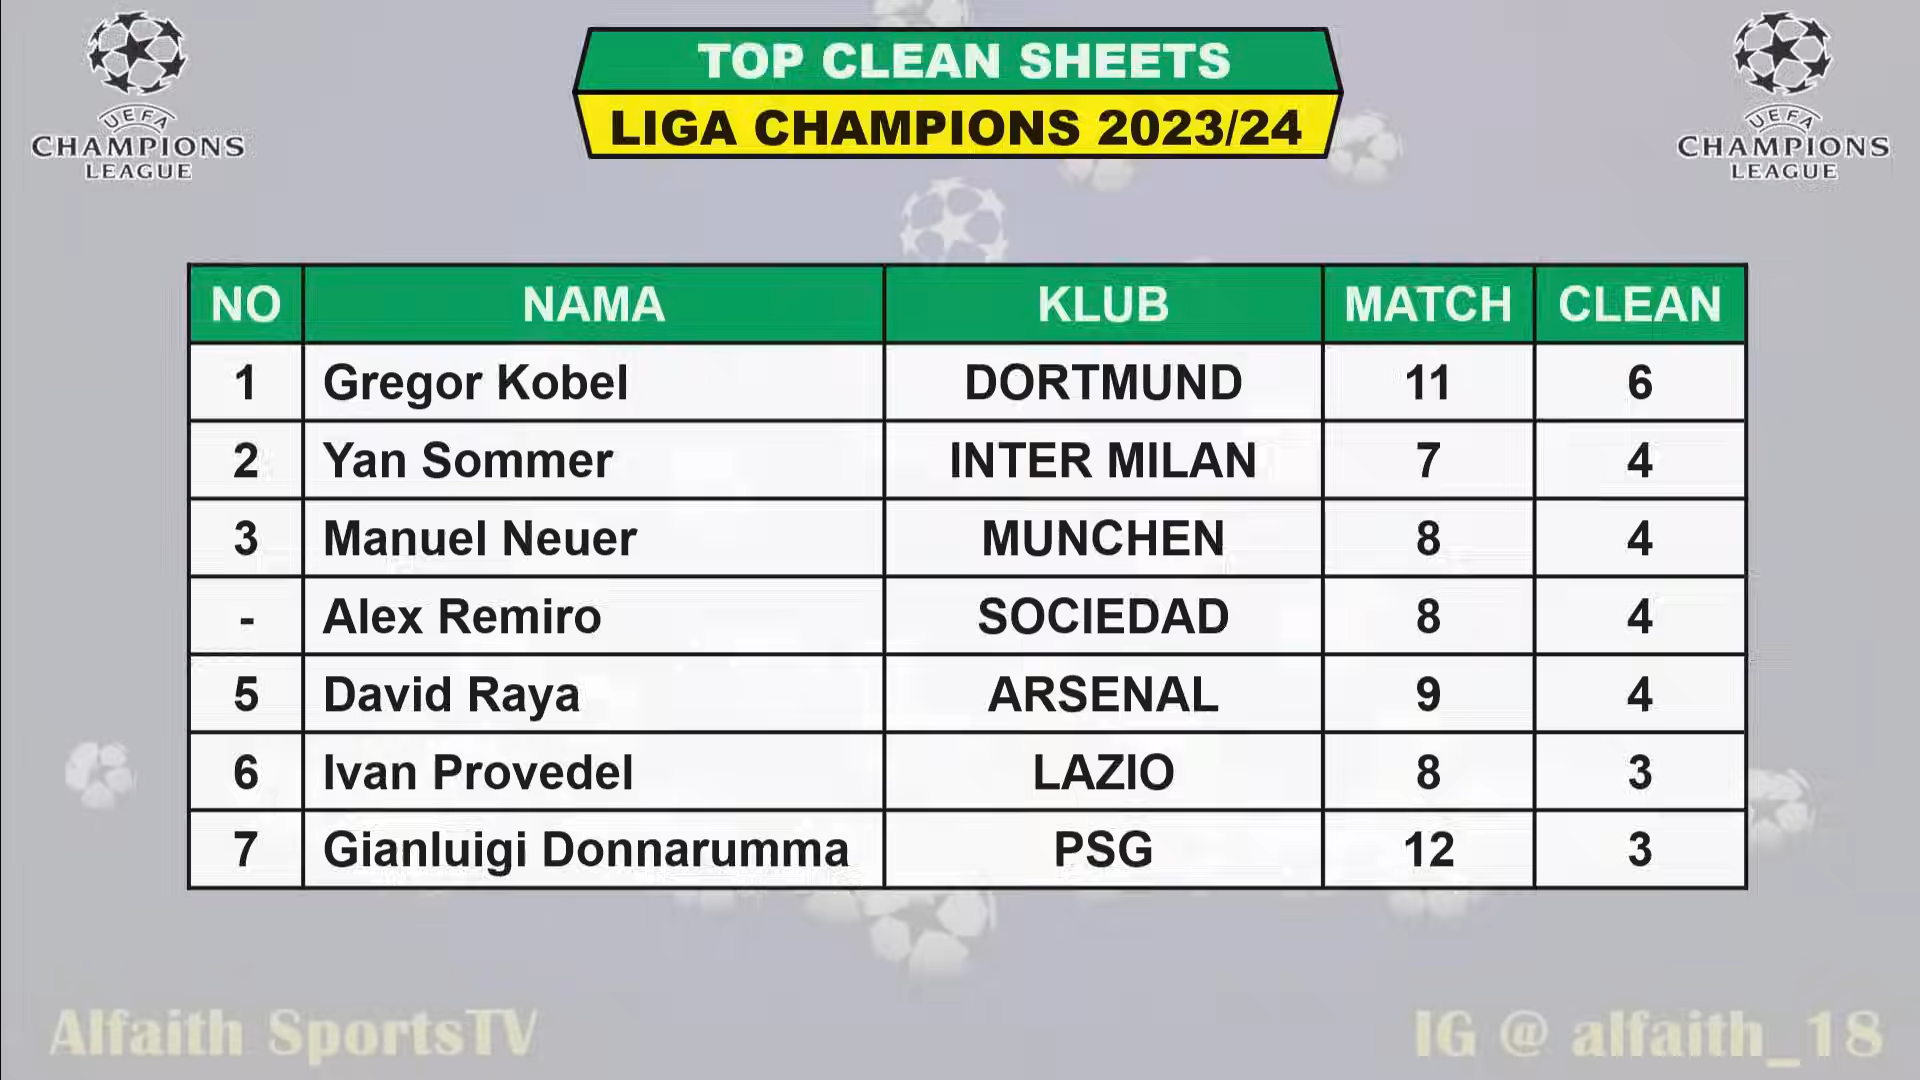 TOP CLEAN SHEETS
LIGA CHAMPIONS 2023/24
UEFA
CHAMPIONS
LEAGUE
UEFA
CHAMPIONS
LEAGUE
NO NAMA KLUB MATCH CLEAN
1 Gregor Kobel DORTMUND 11 6
2 Yan Sommer INTER MILAN 7 4
3 Manuel Neuer MUNCHEN 8 4
- Alex Remiro SOCIEDAD 8 4
5 David Raya ARSENAL 9 4
6 Ivan Provedel LAZIO 8 3
7 Gianluigi Donnarumma PSG 12 3
Alfaith SportsTV
IG @ alfaith_18